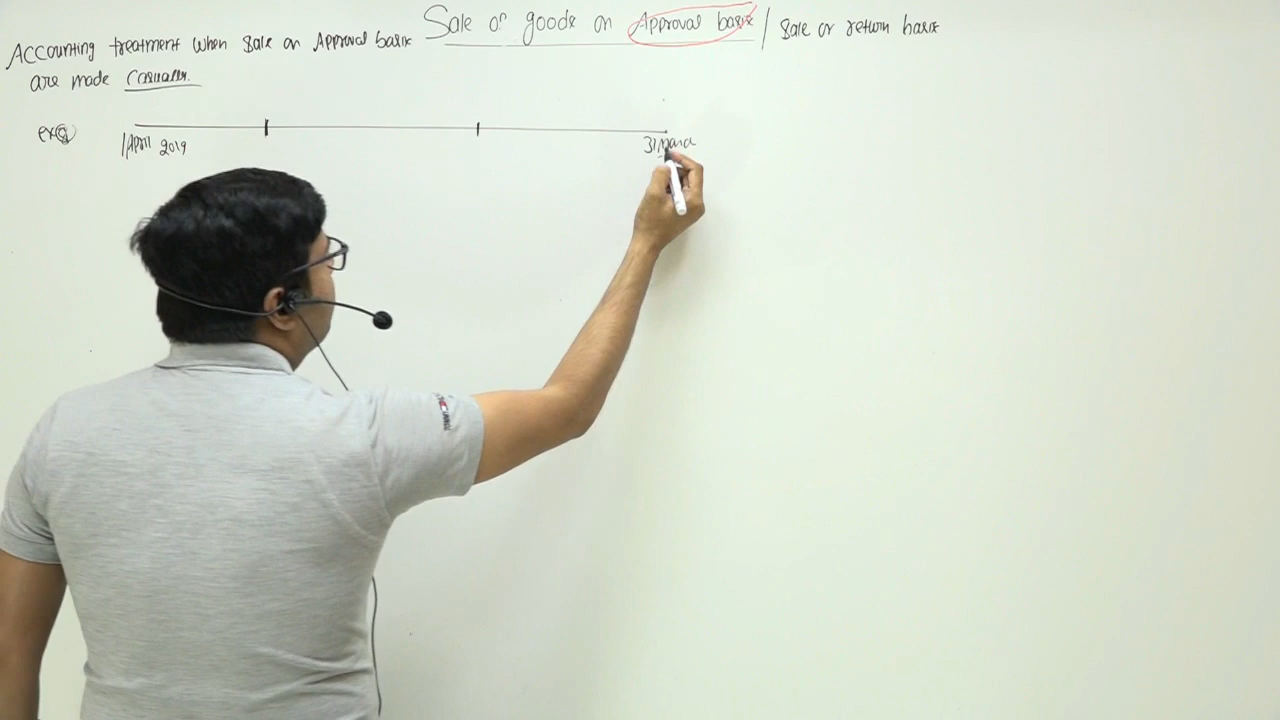 Sale of goods on Approval basis / Sale or return basis
Accounting treatment when sale on Approval basis
are made casually.
ex
1 April 2019
31 Marc